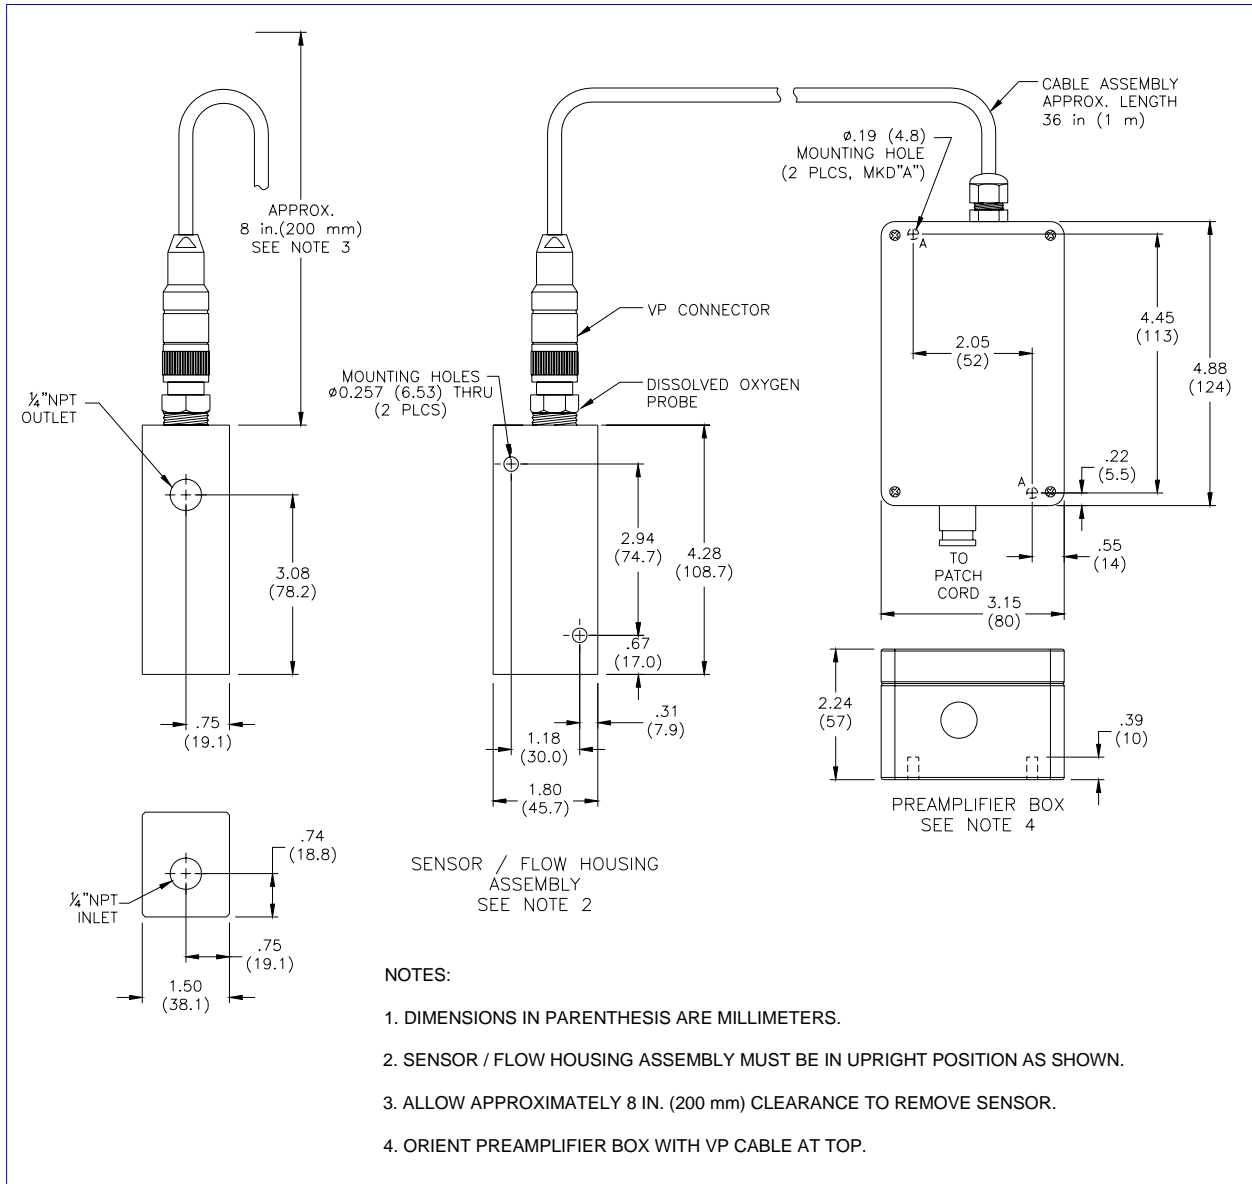 CABLE ASSEMBLY
APPROX. LENGTH
36 in (1 m)
ø.19 (4.8)
MOUNTING HOLE
(2 PLCS, MKD"A")
APPROX.
8 in.(200 mm)
SEE NOTE 3
A
4.45
(113)
4.88
(124)
2.05
(52)
VP CONNECTOR
MOUNTING HOLES
ø0.257 (6.53) THRU
(2 PLCS)
DISSOLVED OXYGEN
PROBE
¼"NPT
OUTLET
.22
(5.5)
A
2.94
(74.7)
4.28
(108.7)
TO
PATCH
CORD
.55
(14)
3.08
(78.2)
3.15
(80)
.67
(17.0)
.75
(19.1)
.31
(7.9)
1.18
(30.0)
1.80
(45.7)
2.24
(57)
.39
(10)
PREAMPLIFIER BOX
SEE NOTE 4
.74
(18.8)
SENSOR / FLOW HOUSING
ASSEMBLY
SEE NOTE 2
¼"NPT
INLET
.75
(19.1)
1.50
(38.1)
NOTES:
1. DIMENSIONS IN PARENTHESIS ARE MILLIMETERS.
2. SENSOR / FLOW HOUSING ASSEMBLY MUST BE IN UPRIGHT POSITION AS SHOWN.
3. ALLOW APPROXIMATELY 8 IN. (200 mm) CLEARANCE TO REMOVE SENSOR.
4. ORIENT PREAMPLIFIER BOX WITH VP CABLE AT TOP.